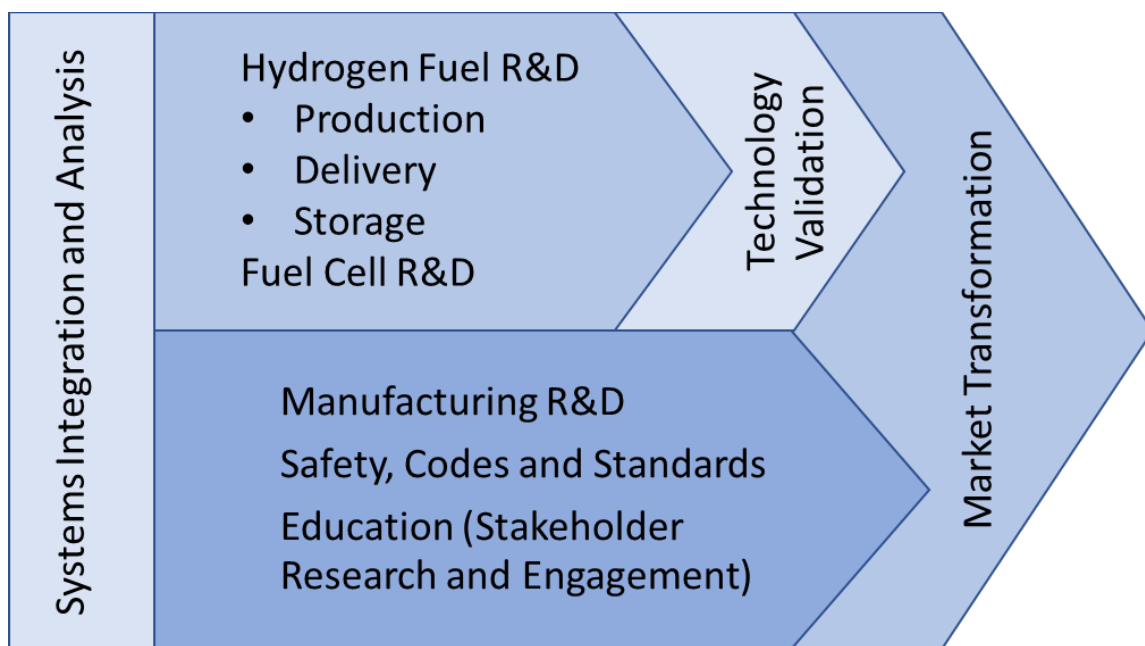 Systems Integration and Analysis
Hydrogen Fuel R&D
• Production
• Delivery
• Storage
Fuel Cell R&D
Technology
Validation
Manufacturing R&D
Safety, Codes and Standards
Education (Stakeholder
Research and Engagement)
Market Transformation